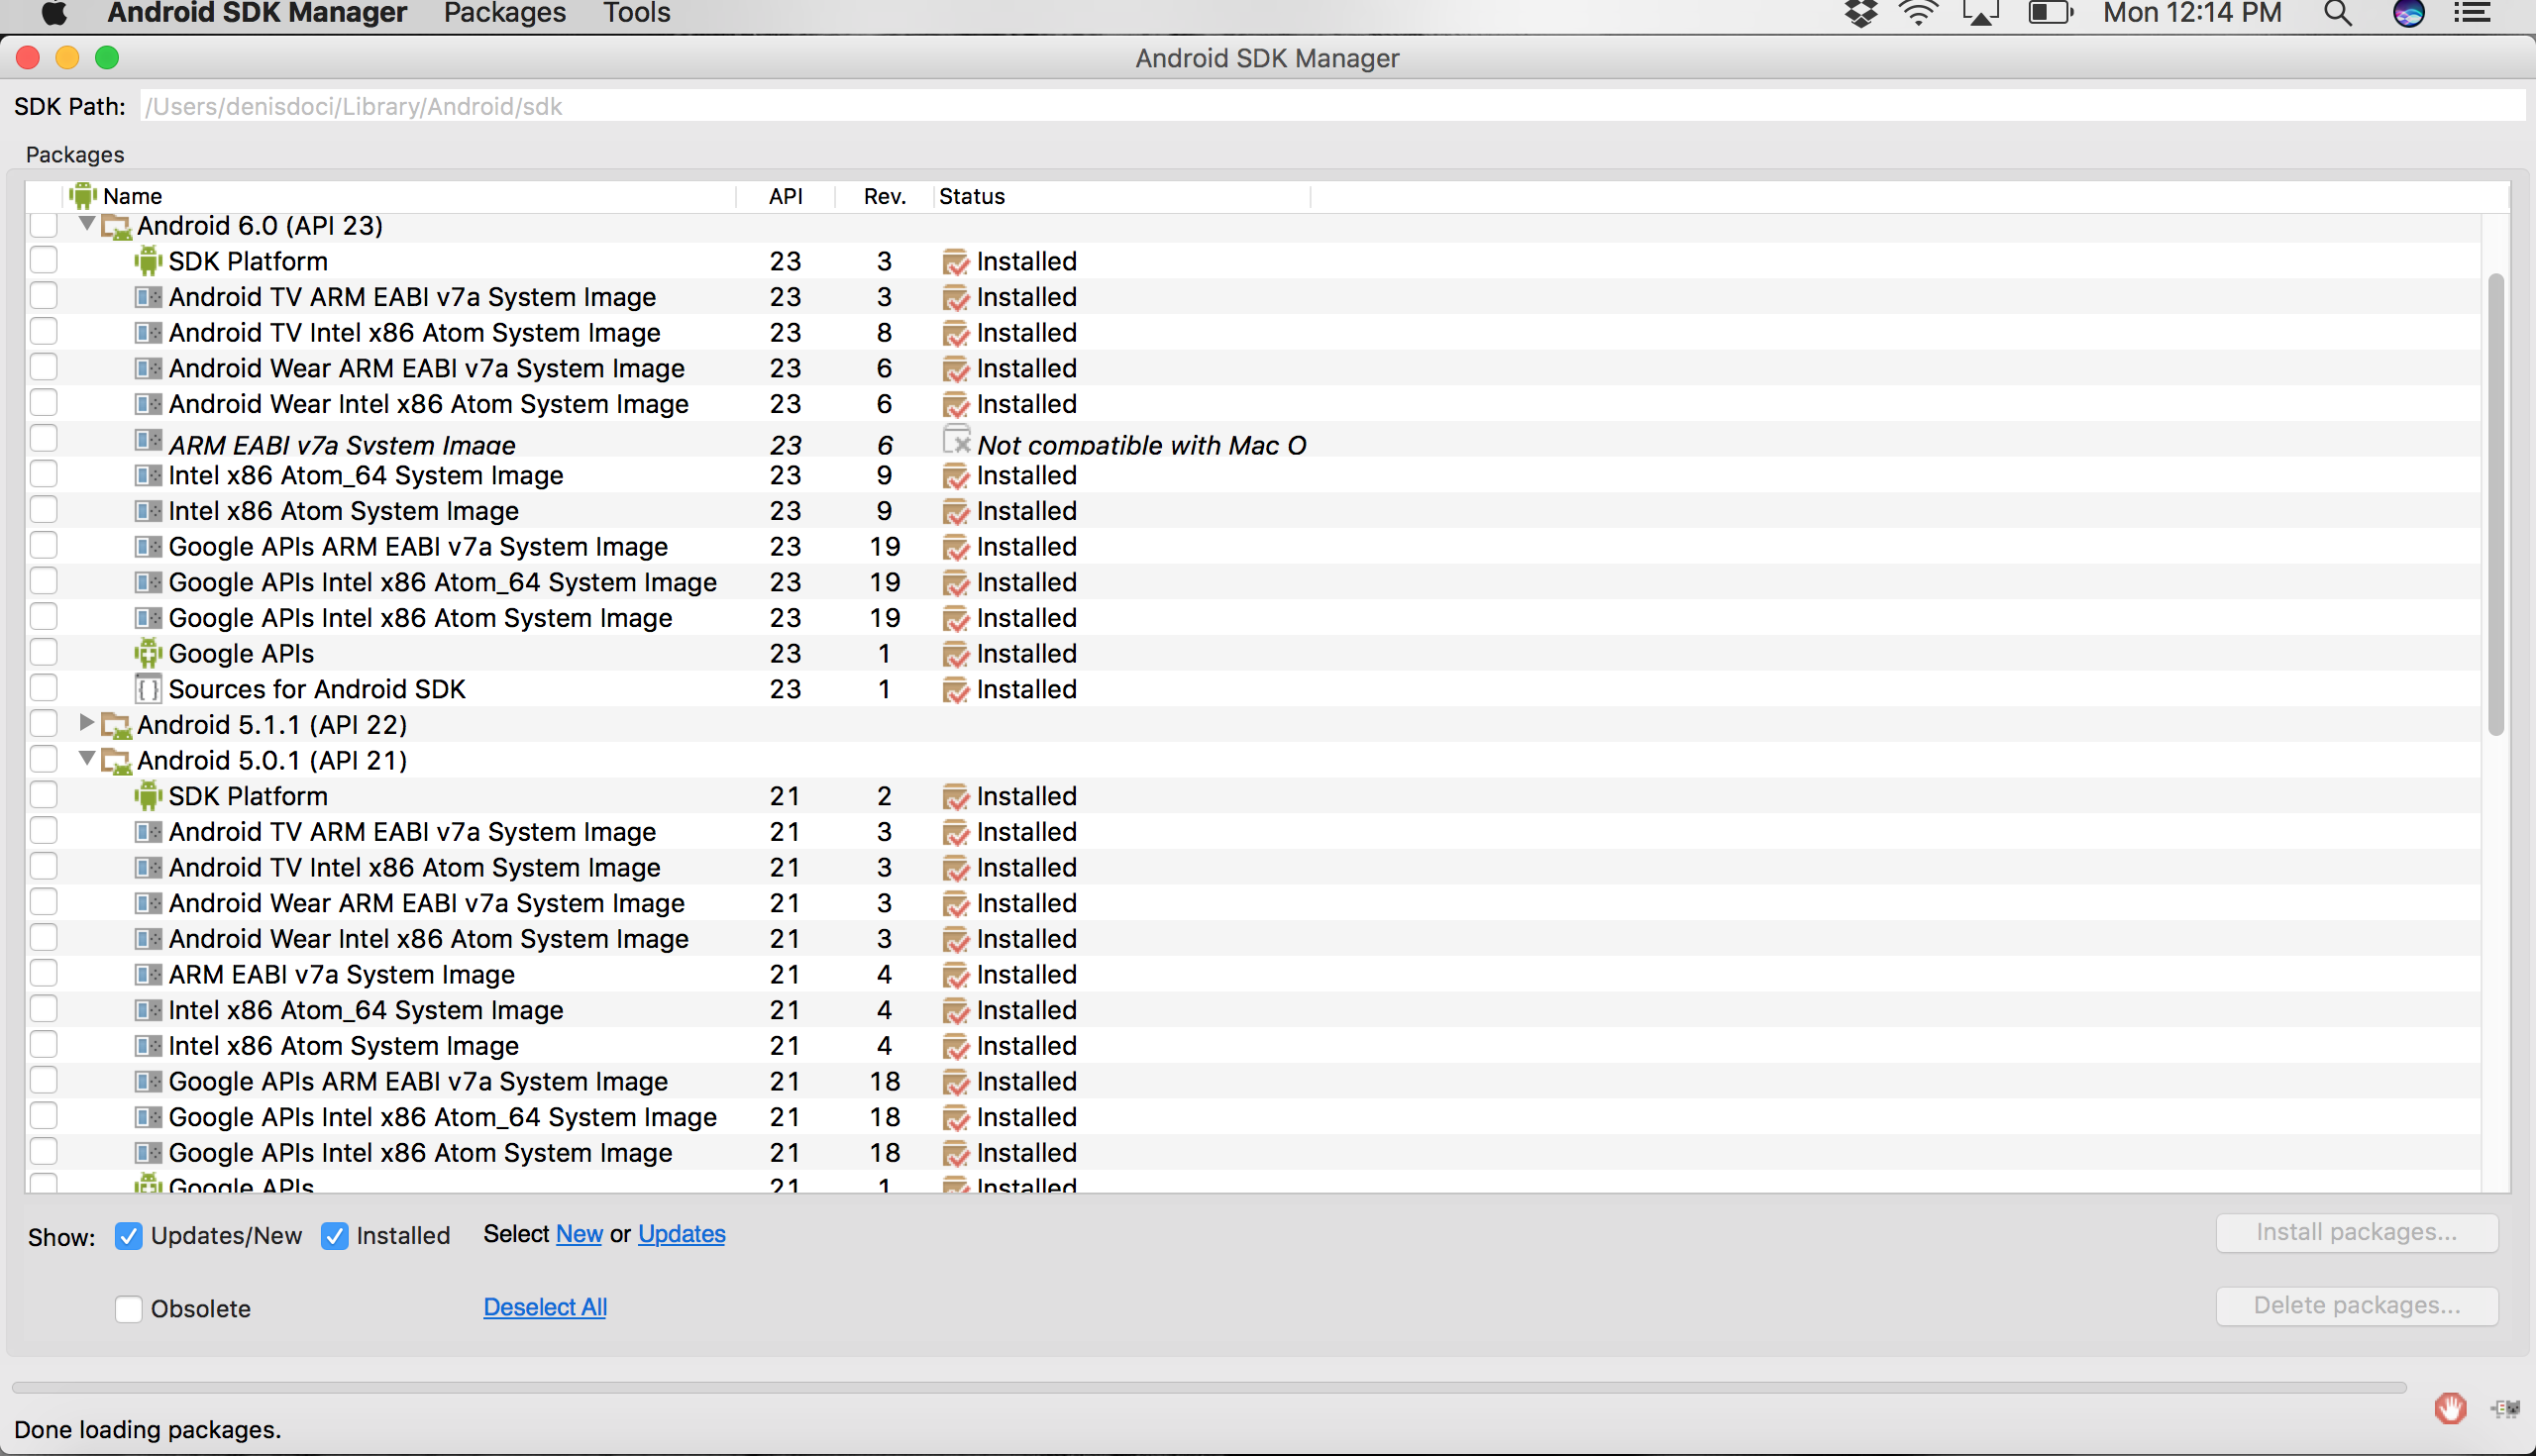 Android SDK Manager Packages Tools Mon 12:14 PM
Android SDK Manager
SDK Path: /Users/denisdoci/Library/Android/sdk
Packages
Name API Rev. Status
Android 6.0 (API 23)
SDK Platform 23 3 Installed
Android TV ARM EABI v7a System Image 23 3 Installed
Android TV Intel x86 Atom System Image 23 8 Installed
Android Wear ARM EABI v7a System Image 23 6 Installed
Android Wear Intel x86 Atom System Image 23 6 Installed
ARM EABI v7a System Image 23 6 Not compatible with Mac O
Intel x86 Atom_64 System Image 23 9 Installed
Intel x86 Atom System Image 23 9 Installed
Google APIs ARM EABI v7a System Image 23 19 Installed
Google APIs Intel x86 Atom_64 System Image 23 19 Installed
Google APIs Intel x86 Atom System Image 23 19 Installed
Google APIs 23 1 Installed
Sources for Android SDK 23 1 Installed
Android 5.1.1 (API 22)
Android 5.0.1 (API 21)
SDK Platform 21 2 Installed
Android TV ARM EABI v7a System Image 21 3 Installed
Android TV Intel x86 Atom System Image 21 3 Installed
Android Wear ARM EABI v7a System Image 21 3 Installed
Android Wear Intel x86 Atom System Image 21 3 Installed
ARM EABI v7a System Image 21 4 Installed
Intel x86 Atom_64 System Image 21 4 Installed
Intel x86 Atom System Image 21 4 Installed
Google APIs ARM EABI v7a System Image 21 18 Installed
Google APIs Intel x86 Atom_64 System Image 21 18 Installed
Google APIs Intel x86 Atom System Image 21 18 Installed
Google APIs 21 1 Installed
Show: Updates/New Installed Select New or Updates Install packages...
Obsolete Deselect All Delete packages...
Done loading packages.